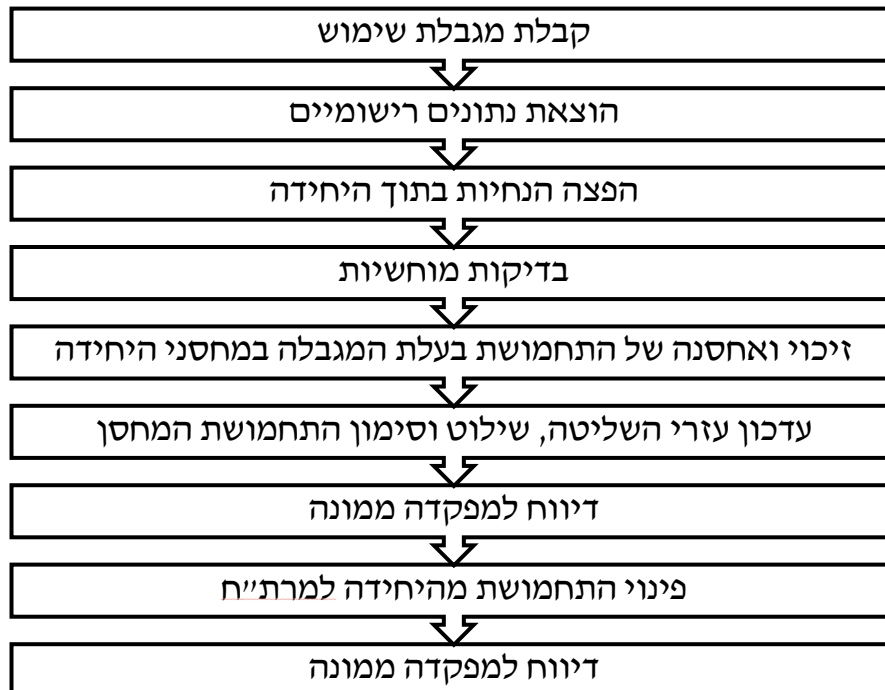 קבלת מגבלת שימוש
הוצאת נתונים רישומיים
הפצה הנחיות בתוך היחידה
בדיקות מוחשיות
זיכוי ואחסנה של התחמושת בעלת המגבלה במחסני היחידה
עדכון עזרי השליטה, שילוט וסימון התחמושת המחסן
דיווח למפקדה ממונה
פינוי התחמושת מהיחידה למרת״ח
דיווח למפקדה ממונה